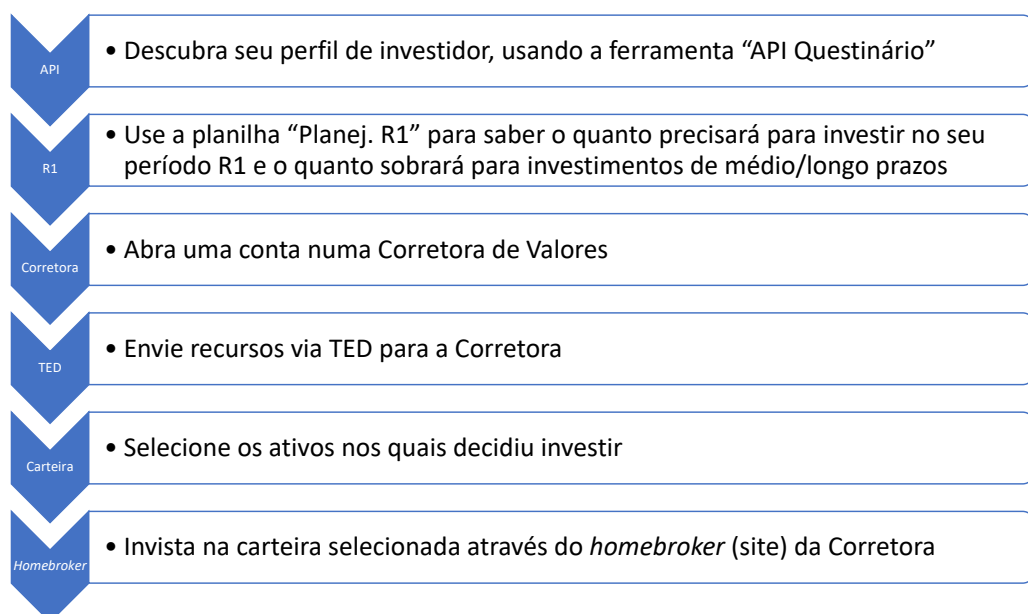 API
• Descubra seu perfil de investidor, usando a ferramenta “API Questinário”
R1
• Use a planilha “Planej. R1” para saber o quanto precisará para investir no seu
período R1 e o quanto sobrará para investimentos de médio/longo prazos
Corretora
• Abra uma conta numa Corretora de Valores
TED
• Envie recursos via TED para a Corretora
Carteira
• Selecione os ativos nos quais decidiu investir
Homebroker
• Invista na carteira selecionada através do homebroker (site) da Corretora